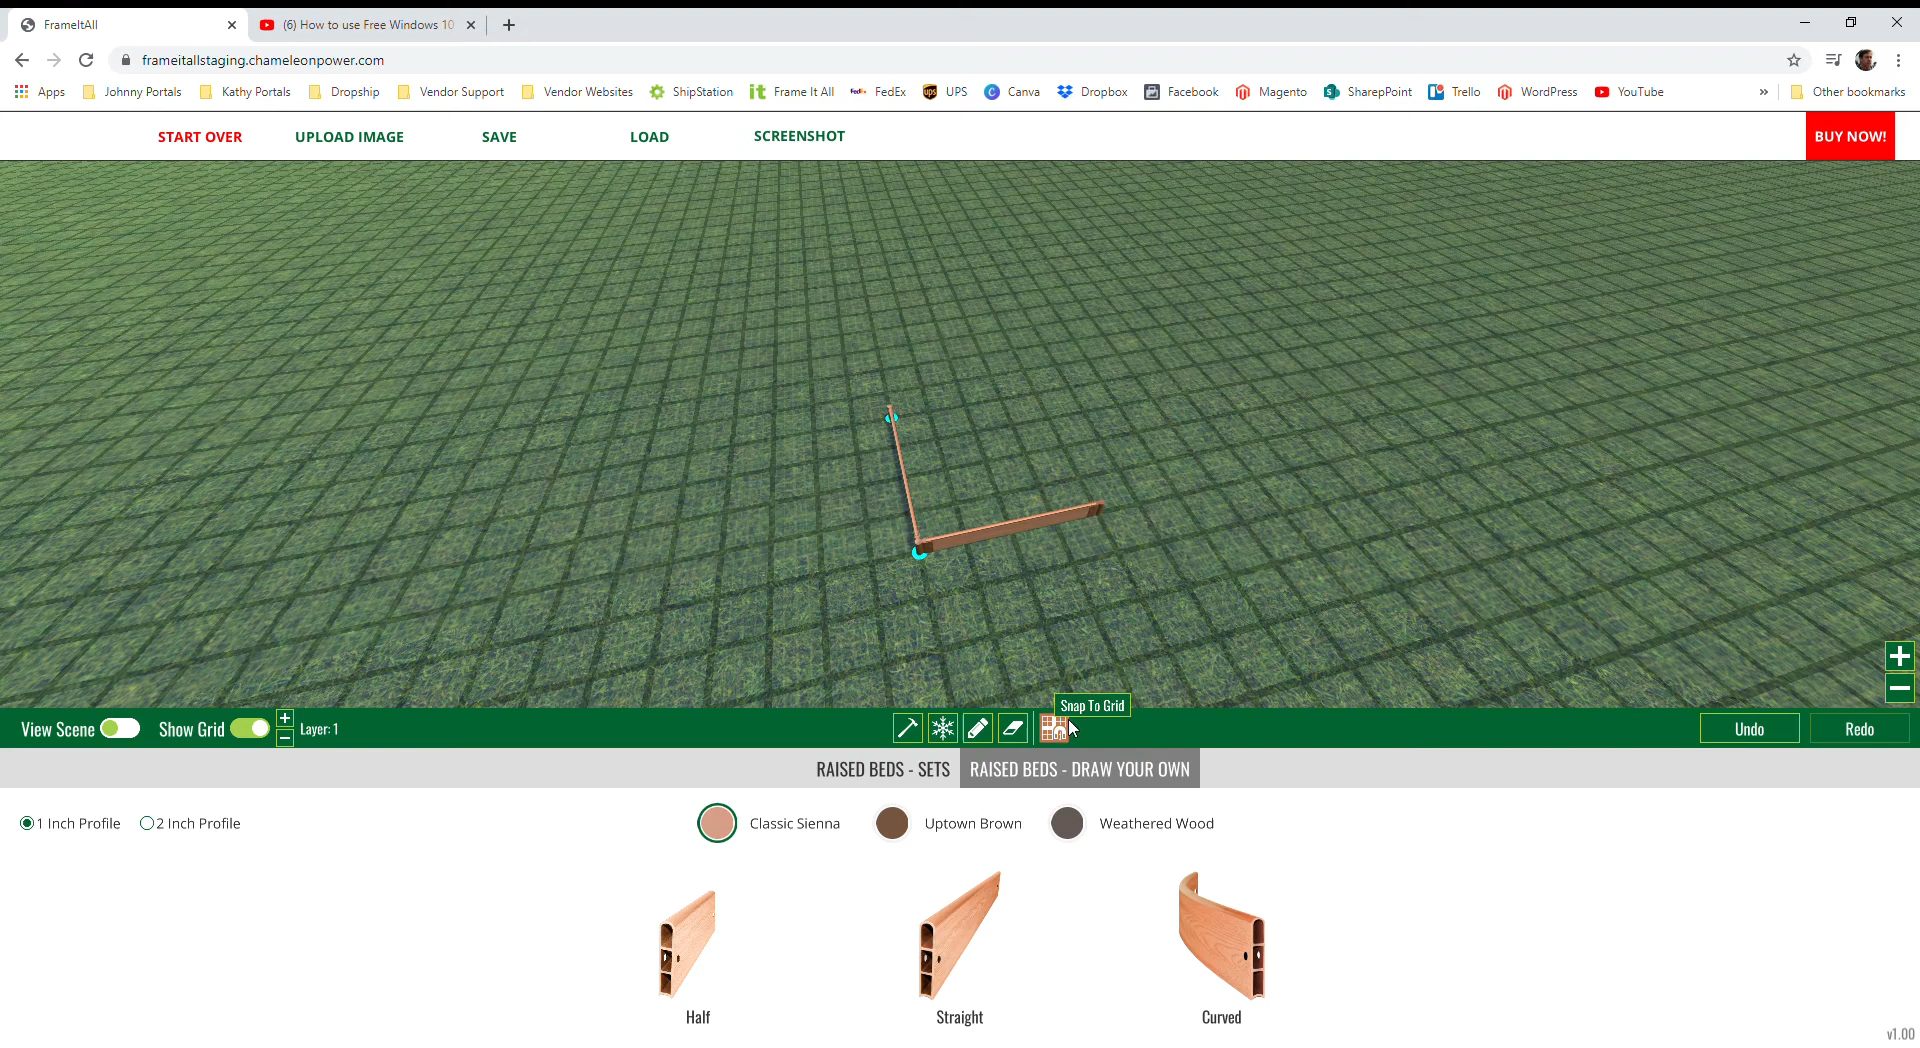 FrameItAll
(6) How to use Free Windows 10
frameitallstaging.chameleonpower.com
Apps Johnny Portals Kathy Portals Dropship Vendor Support Vendor Websites ShipStation Frame It All FedEx UPS Canva Dropbox Facebook Magento SharepPoint Trello WordPress YouTube » Other bookmarks
START OVER UPLOAD IMAGE SAVE LOAD SCREENSHOT BUY NOW!
Snap To Grid
View Scene Show Grid Layer: 1 Undo Redo
RAISED BEDS - SETS RAISED BEDS - DRAW YOUR OWN
1 Inch Profile 2 Inch Profile Classic Sienna Uptown Brown Weathered Wood
Half Straight Curved
v1.00